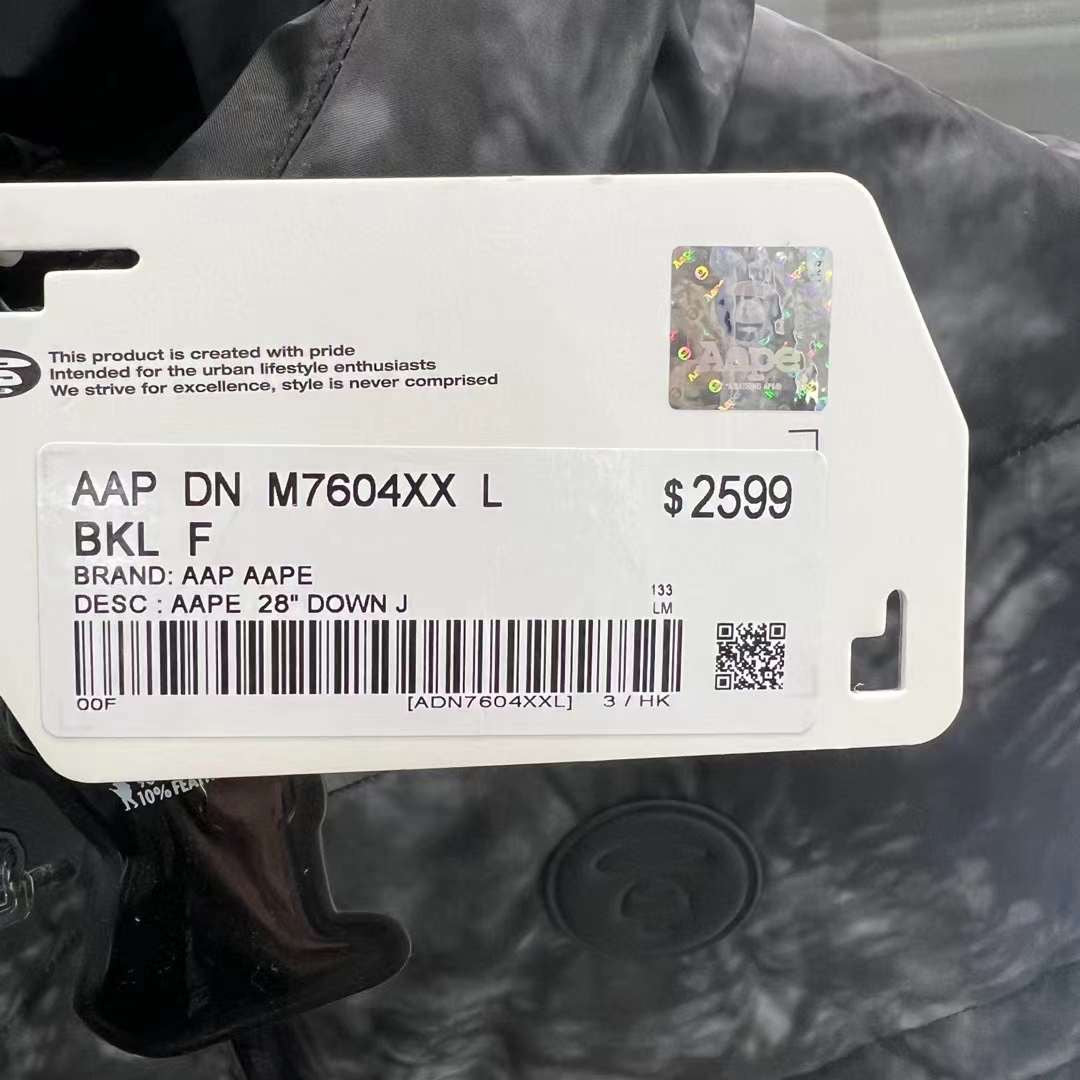 This product is created with pride
Intended for the urban lifestyle enthusiasts
We strive for excellence, style is never comprised
Aape
AAP DN M7604XX L
$2599
BKL F
BRAND: AAP AAPE
DESC : AAPE 28" DOWN J
133
LM
00F
[ADN7604XXL] 3 / HK
10%